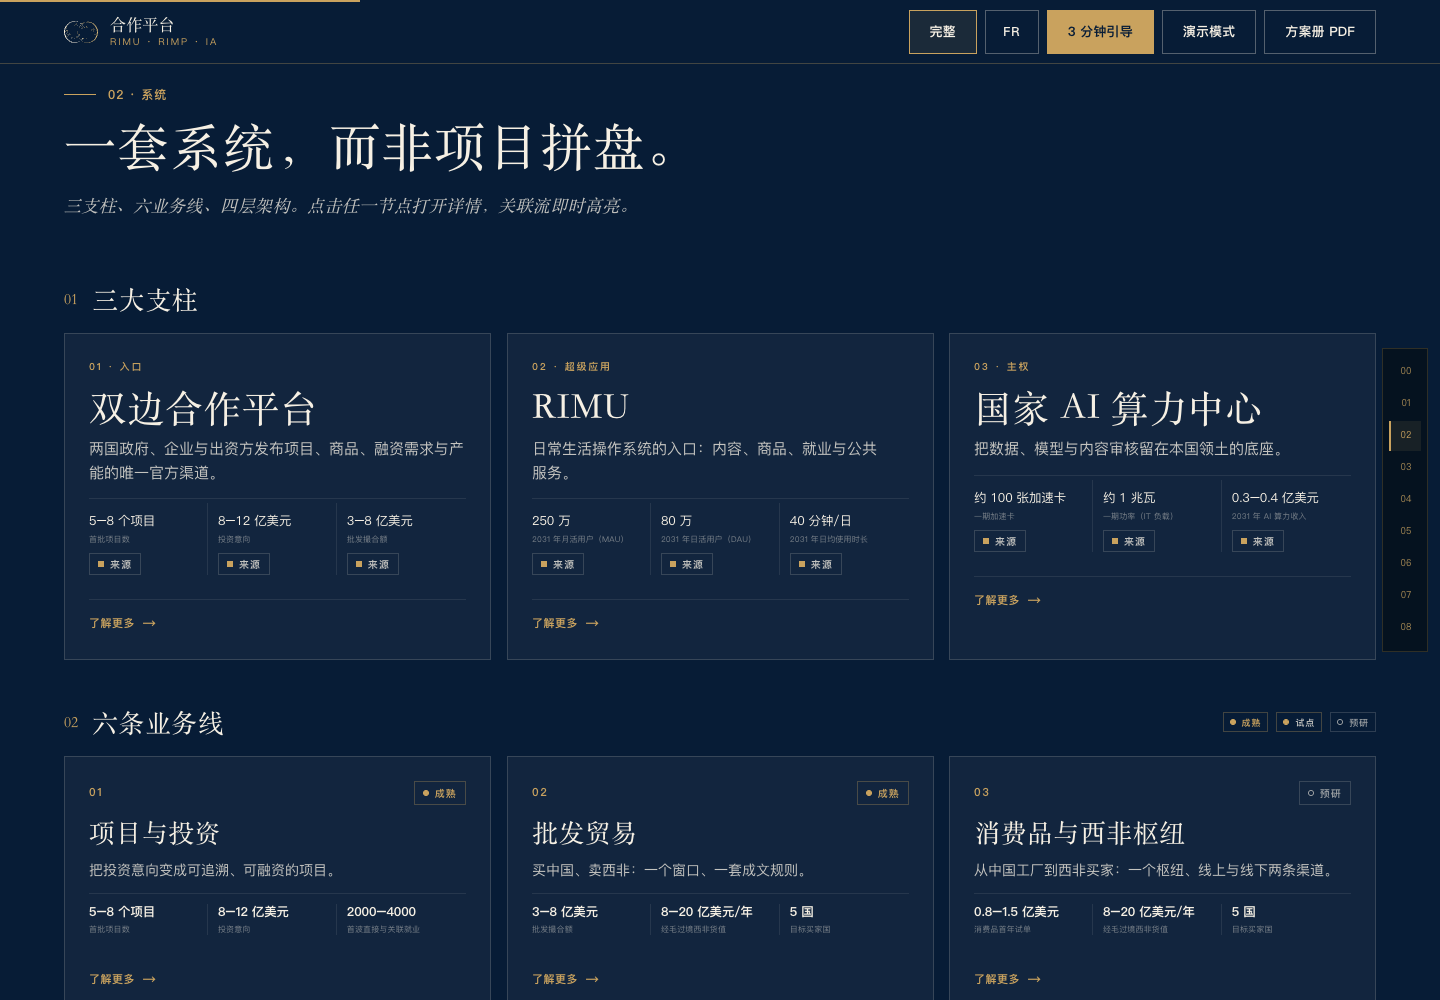 合作平台
RIMU · RIMP · IA
完整
FR
3 分钟引导
演示模式
方案册 PDF
02 · 系统
一套系统，而非项目拼盘。
三支柱、六业务线、四层架构。点击任一节点打开详情，关联流即时高亮。
01 三大支柱
01 · 入口
双边合作平台
两国政府、企业与出资方发布项目、商品、融资需求与产
能的唯一官方渠道。
5–8 个项目
首批项目数
来源
8–12 亿美元
投资意向
来源
3–8 亿美元
批发撮合额
来源
了解更多 →
02 · 超级应用
RIMU
日常生活操作系统的入口：内容、商品、就业与公共
服务。
250 万
2031 年月活用户（MAU）
来源
80 万
2031 年日活用户（DAU）
来源
40 分钟/日
2031 年日均使用时长
来源
了解更多 →
03 · 主权
国家 AI 算力中心
把数据、模型与内容审核留在本国领土的底座。
约 100 张加速卡
一期加速卡
来源
约 1 兆瓦
一期功率（IT 负载）
来源
0.3–0.4 亿美元
2031 年 AI 算力收入
来源
了解更多 →
00
01
02
03
04
05
06
07
08
02 六条业务线
成熟
试点
预研
01
成熟
项目与投资
把投资意向变成可追溯、可融资的项目。
5–8 个项目
首批项目数
8–12 亿美元
投资意向
2000–4000
首波直接与关联就业
了解更多 →
02
成熟
批发贸易
买中国、卖西非：一个窗口、一套成文规则。
3–8 亿美元
批发撮合额
8–20 亿美元/年
经毛过境西非货值
5 国
目标买家国
了解更多 →
03
预研
消费品与西非枢纽
从中国工厂到西非买家：一个枢纽、线上与线下两条渠道。
0.8–1.5 亿美元
消费品首年试单
8–20 亿美元/年
经毛过境西非货值
5 国
目标买家国
了解更多 →